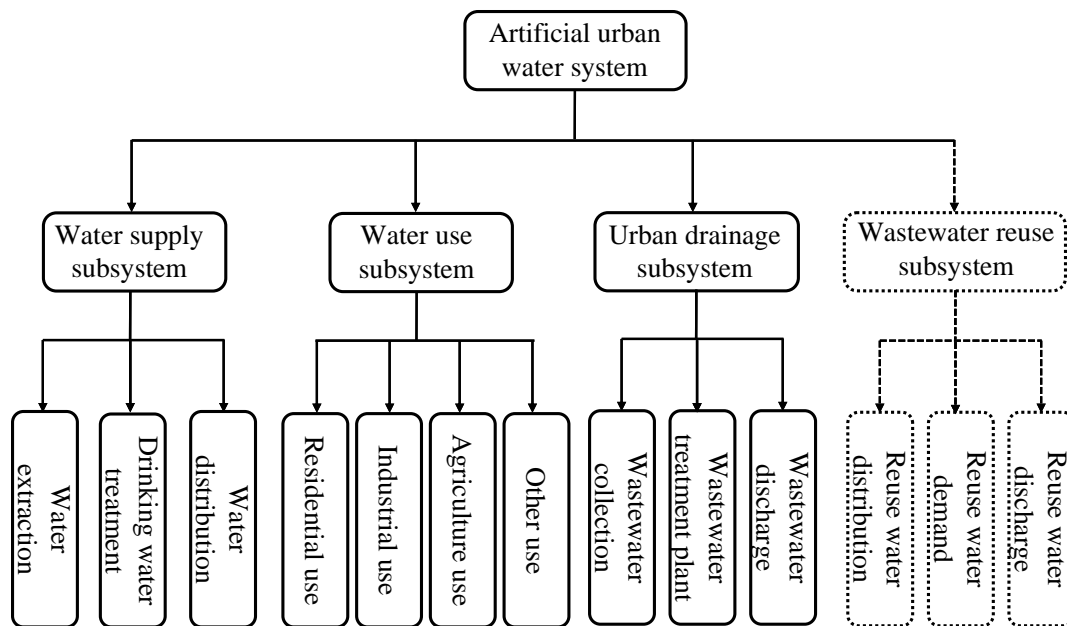 Artificial urban
water system
Water supply
subsystem
Water use
subsystem
Urban drainage
subsystem
Wastewater reuse
subsystem
Water
extraction
Drinking water
treatment
Water
distribution
Residential use
Industrial use
Agriculture use
Other use
Wastewater
collection
Wastewater
treatment plant
Wastewater
discharge
Reuse water
distribution
Reuse water
demand
Reuse water
discharge